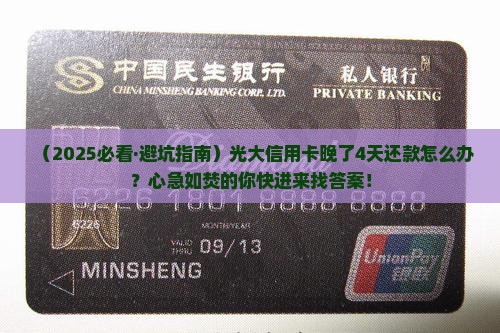 中国民生银行 私人银行
CHINA MINSHENG BANKING CORP., LTD. PRIVATE BANKING
（2025必看·避坑指南）光大信用卡晚了4天还款怎么办
？心急如焚的你快进来找答案！
6226 1801 8888 8888
6226
MONTH/YEAR
VALID
THRU
09/13
MINSHENG
UnionPay
银联